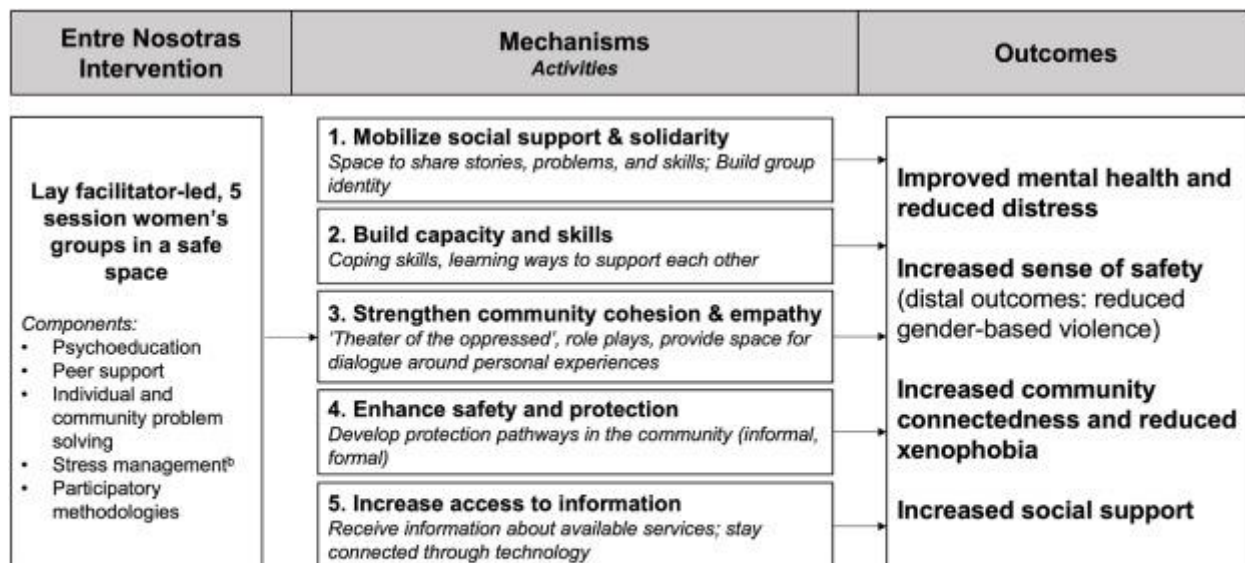 Entre Nosotras
Intervention
Mechanisms
Activities
Outcomes
Lay facilitator-led, 5
session women's
groups in a safe
space
Components:
• Psychoeducation
• Peer support
• Individual and
community problem
solving
• Stress managementᵇ
• Participatory
methodologies
1. Mobilize social support & solidarity
Space to share stories, problems, and skills; Build group
identity
2. Build capacity and skills
Coping skills, learning ways to support each other
3. Strengthen community cohesion & empathy
'Theater of the oppressed', role plays, provide space for
dialogue around personal experiences
4. Enhance safety and protection
Develop protection pathways in the community (informal,
formal)
5. Increase access to information
Receive information about available services; stay
connected through technology
Improved mental health and
reduced distress
Increased sense of safety
(distal outcomes: reduced
gender-based violence)
Increased community
connectedness and reduced
xenophobia
Increased social support